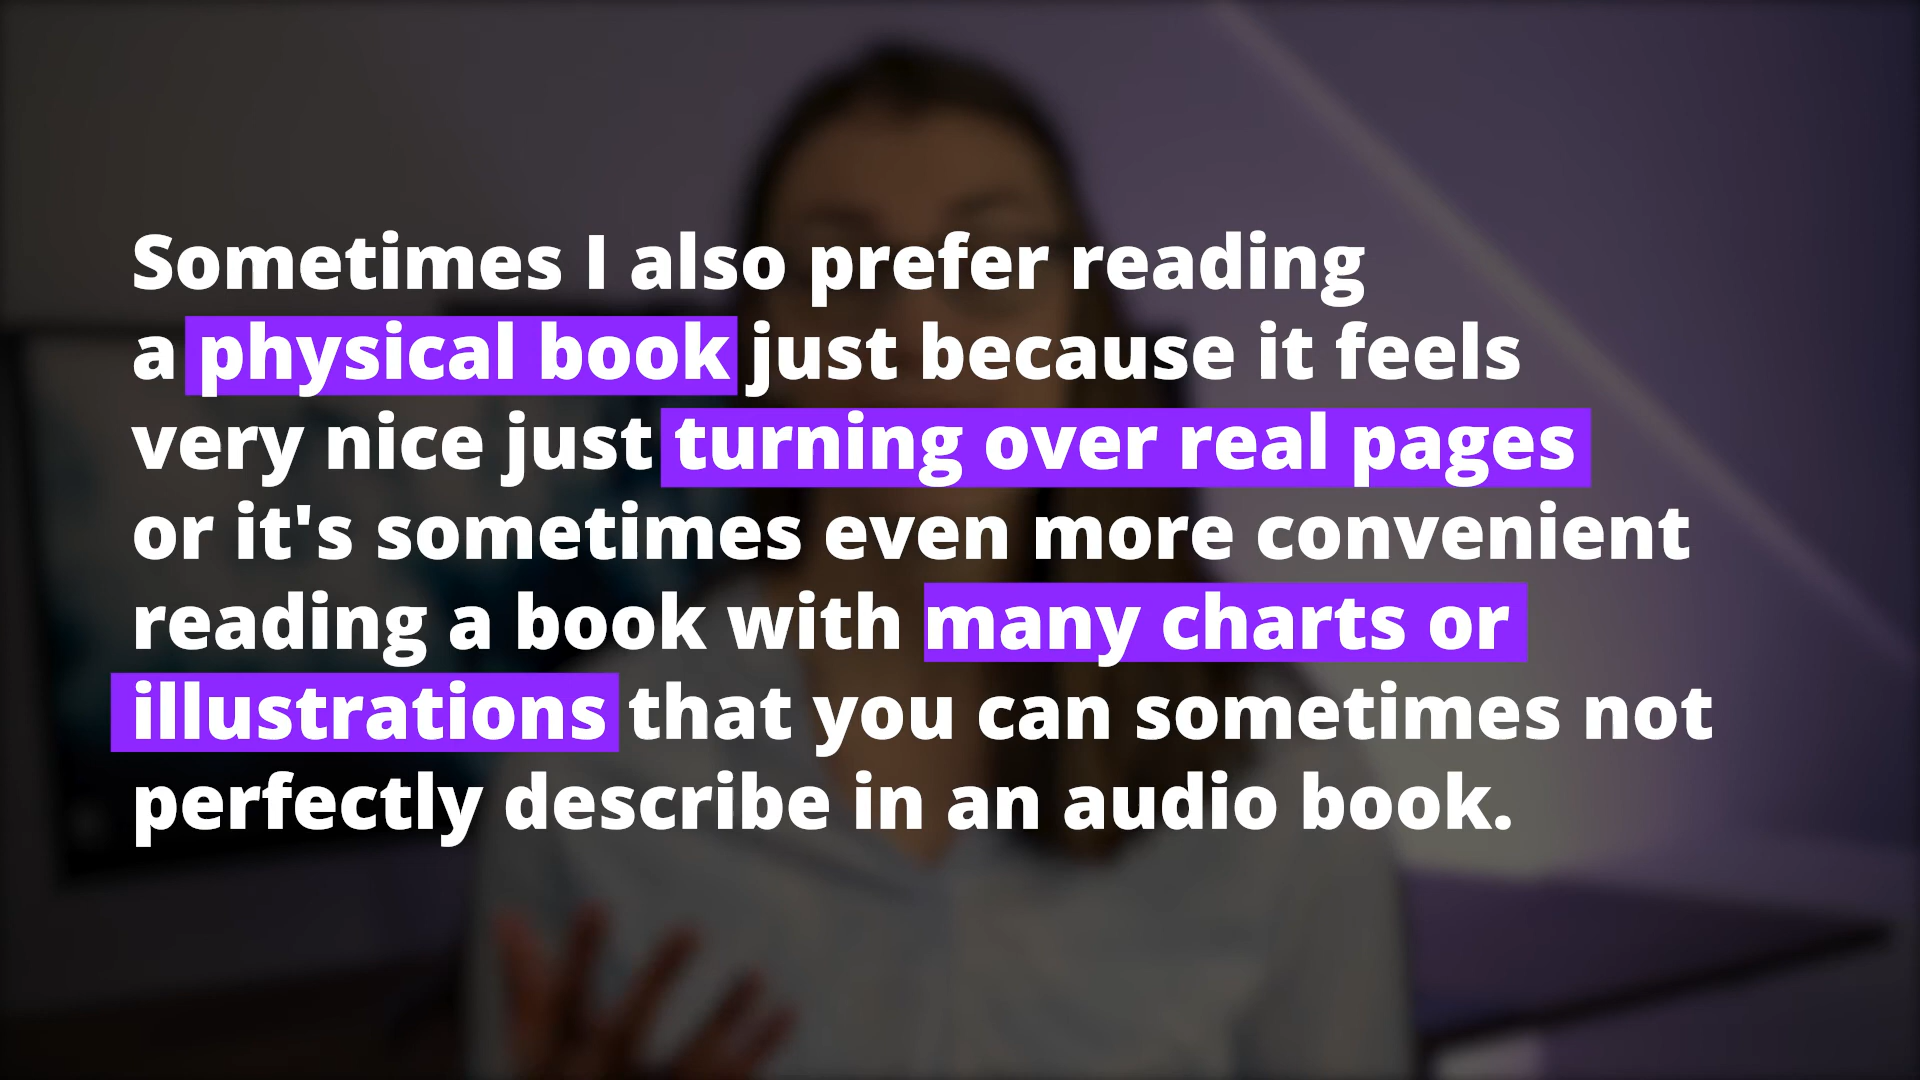 Sometimes I also prefer reading
a physical book just because it feels
very nice just turning over real pages
or it's sometimes even more convenient
reading a book with many charts or
illustrations that you can sometimes not
perfectly describe in an audio book.